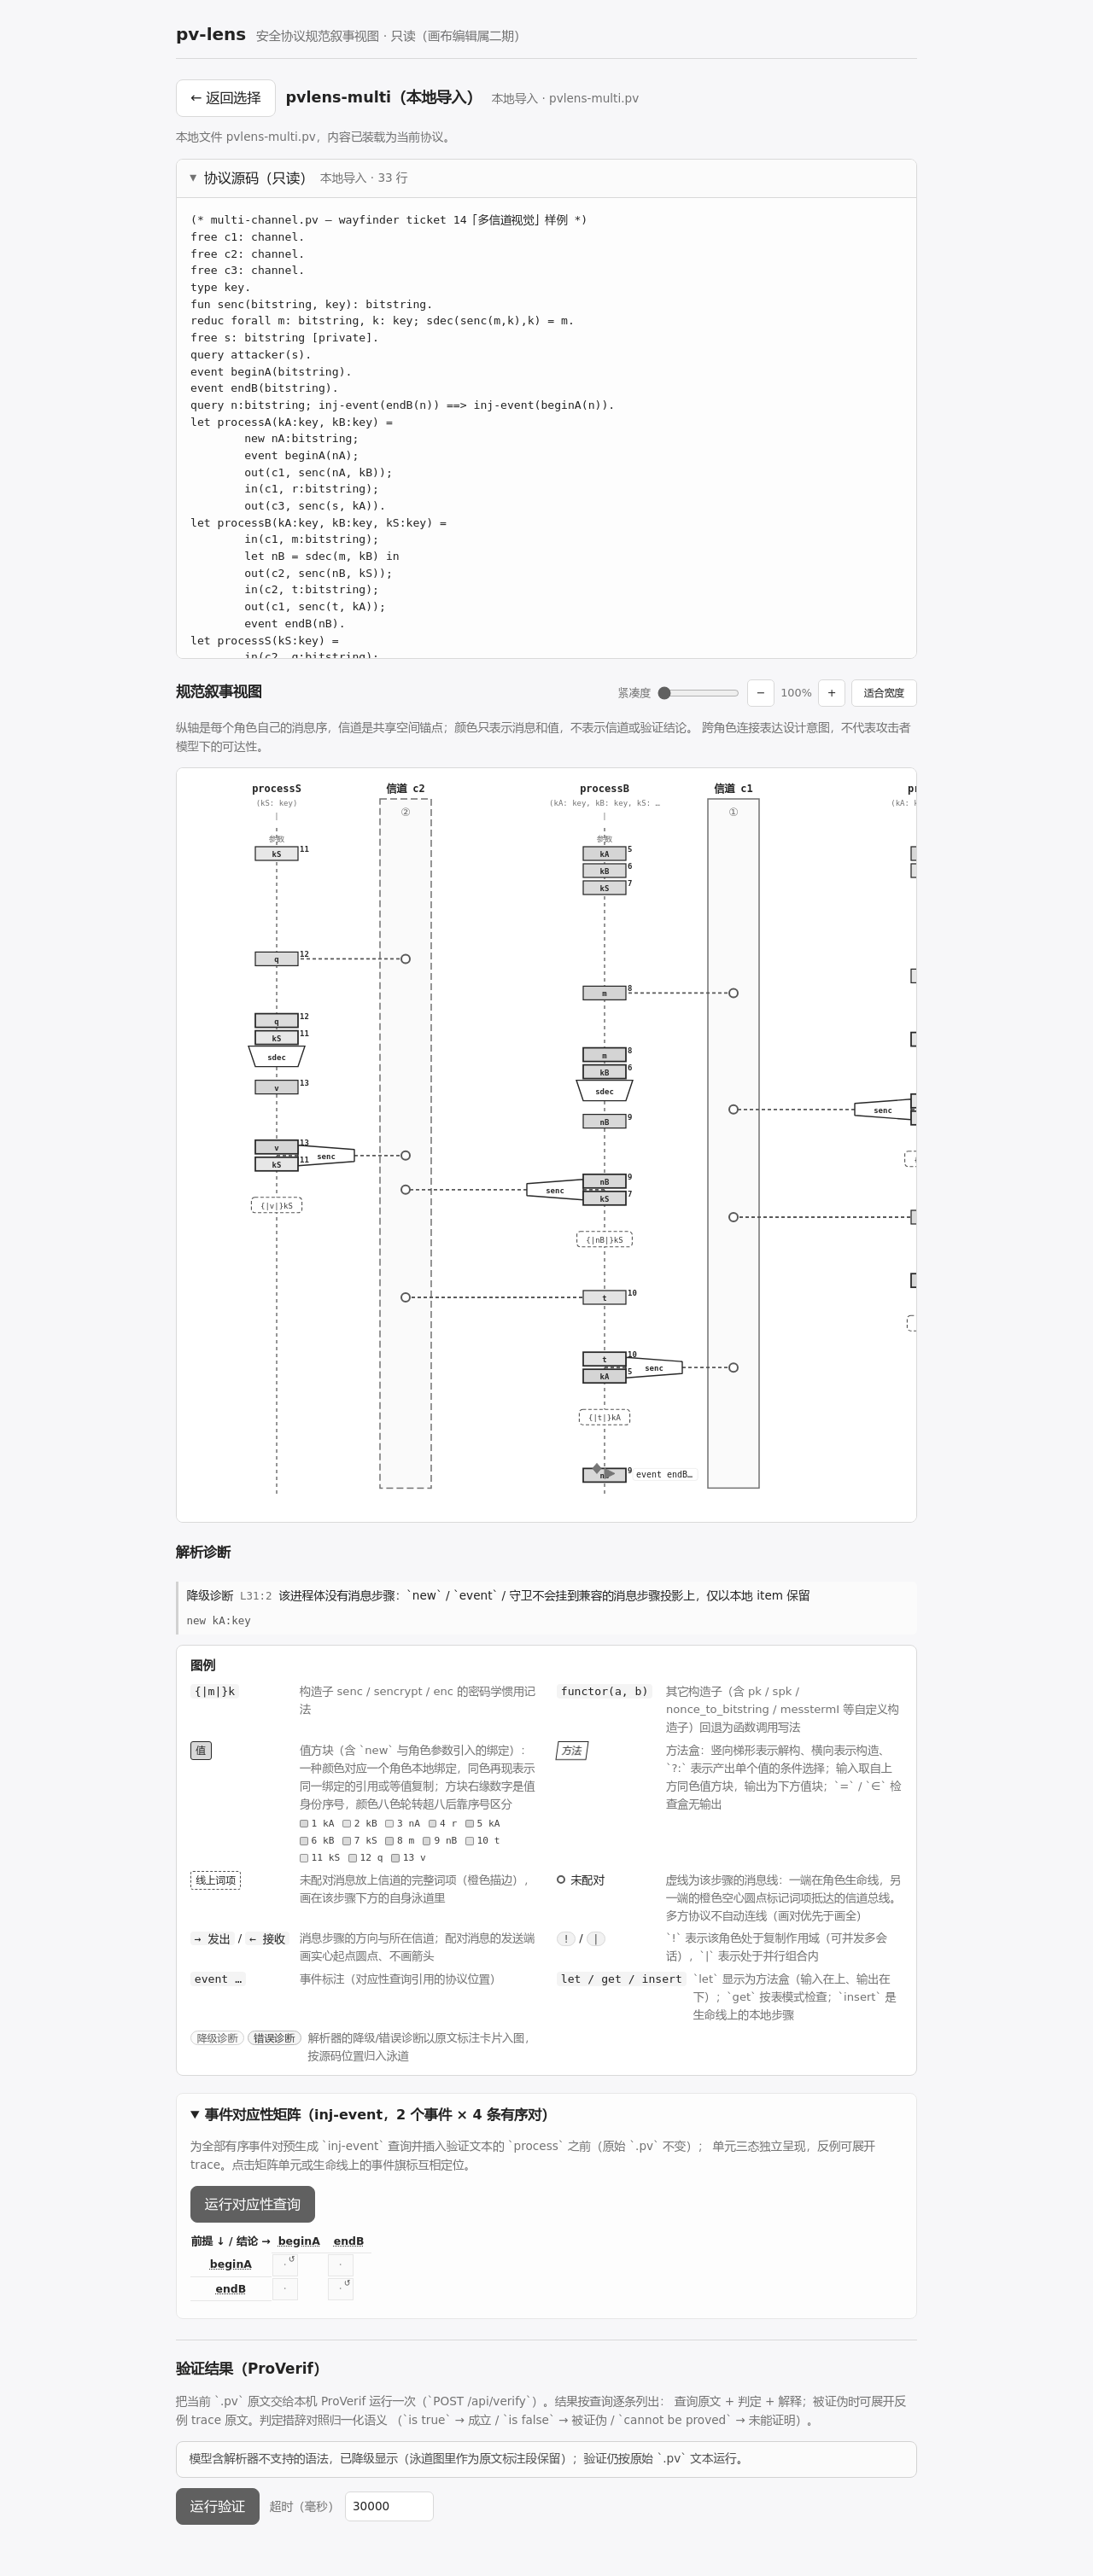 pv-lens 安全协议规范叙事视图 · 只读（画布编辑属二期）
← 返回选择 pvlens-multi（本地导入） 本地导入 · pvlens-multi.pv
本地文件 pvlens-multi.pv，内容已装载为当前协议。
▼ 协议源码（只读） 本地导入 · 33 行
(* multi-channel.pv — wayfinder ticket 14「多信道视觉」样例 *)
free c1: channel.
free c2: channel.
free c3: channel.
type key.
fun senc(bitstring, key): bitstring.
reduc forall m: bitstring, k: key; sdec(senc(m,k),k) = m.
free s: bitstring [private].
query attacker(s).
event beginA(bitstring).
event endB(bitstring).
query n:bitstring; inj-event(endB(n)) ==> inj-event(beginA(n)).
let processA(kA:key, kB:key) =
new nA:bitstring;
event beginA(nA);
out(c1, senc(nA, kB));
in(c1, r:bitstring);
out(c3, senc(s, kA)).
let processB(kA:key, kB:key, kS:key) =
in(c1, m:bitstring);
let nB = sdec(m, kB) in
out(c2, senc(nB, kS));
in(c2, t:bitstring);
out(c1, senc(t, kA));
event endB(nB).
let processS(kS:key) =
in(c2, q:bitstring);
规范叙事视图 紧凑度 − 100% + 适合宽度
纵轴是每个角色自己的消息序，信道是共享空间锚点；颜色只表示消息和值，不表示信道或验证结论。 跨角色连接表达设计意图，不代表攻击者
模型下的可达性。
processS 信道 c2 processB 信道 c1 pr
(kS: key) ② (kA: key, kB: key, kS: … ① (kA: k
参数 参数
kS 11 kA 5
kB 6
kS 7
q 12
m 8
q 12
kS 11
sdec
m 8
kB 6
sdec
v 13
senc
nB 9
v 13
kS 11 senc
senc nB 9
kS 7
{|v|}kS
{|nB|}kS
t 10
t 10
kA 5 senc
{|t|}kA
9 event endB…
解析诊断
降级诊断 L31:2 该进程体没有消息步骤：`new` / `event` / 守卫不会挂到兼容的消息步骤投影上，仅以本地 item 保留
new kA:key
图例
{|m|}k 构造子 senc / sencrypt / enc 的密码学惯用记
法
functor(a, b) 其它构造子（含 pk / spk /
nonce_to_bitstring / messterml 等自定义构
造子）回退为函数调用写法
值 值方块（含 `new` 与角色参数引入的绑定）：
一种颜色对应一个角色本地绑定，同色再现表示
同一绑定的引用或等值复制；方块右缘数字是值
身份序号，颜色八色轮转超八后靠序号区分
1 kA 2 kB 3 nA 4 r 5 kA
6 kB 7 kS 8 m 9 nB 10 t
11 kS 12 q 13 v
方法 方法盒：竖向梯形表示解构、横向表示构造、
`?:` 表示产出单个值的条件选择；输入取自上
方同色值方块，输出为下方值块；`=` / `∈` 检
查盒无输出
线上词项 未配对消息放上信道的完整词项（橙色描边），
画在该步骤下方的自身泳道里
未配对 虚线为该步骤的消息线：一端在角色生命线，另
一端的橙色空心圆点标记词项抵达的信道总线。
多方协议不自动连线（画对优先于画全）
→ 发出 / ← 接收 消息步骤的方向与所在信道；配对消息的发送端
画实心起点圆点、不画箭头
! / | `!` 表示该角色处于复制作用域（可并发多会
话），`|` 表示处于并行组合内
event … 事件标注（对应性查询引用的协议位置）
let / get / insert `let` 显示为方法盒（输入在上、输出在
下）；`get` 按表模式检查；`insert` 是
生命线上的本地步骤
降级诊断 错误诊断 解析器的降级/错误诊断以原文标注卡片入图，
按源码位置归入泳道
▼ 事件对应性矩阵（inj-event，2 个事件 × 4 条有序对）
为全部有序事件对预生成 `inj-event` 查询并插入验证文本的 `process` 之前（原始 `.pv` 不变）； 单元三态独立呈现，反例可展开
trace。点击矩阵单元或生命线上的事件旗标互相定位。
运行对应性查询
前提 ↓ / 结论 → beginA endB
beginA · ↺ ·
endB · · ↺
验证结果（ProVerif）
把当前 `.pv` 原文交给本机 ProVerif 运行一次（`POST /api/verify`）。结果按查询逐条列出： 查询原文 + 判定 + 解释；被证伪时可展开反
例 trace 原文。判定措辞对照归一化语义 （`is true` → 成立 / `is false` → 被证伪 / `cannot be proved` → 未能证明）。
模型含解析器不支持的语法，已降级显示（泳道图里作为原文标注段保留）；验证仍按原始 `.pv` 文本运行。
运行验证 超时（毫秒） 30000